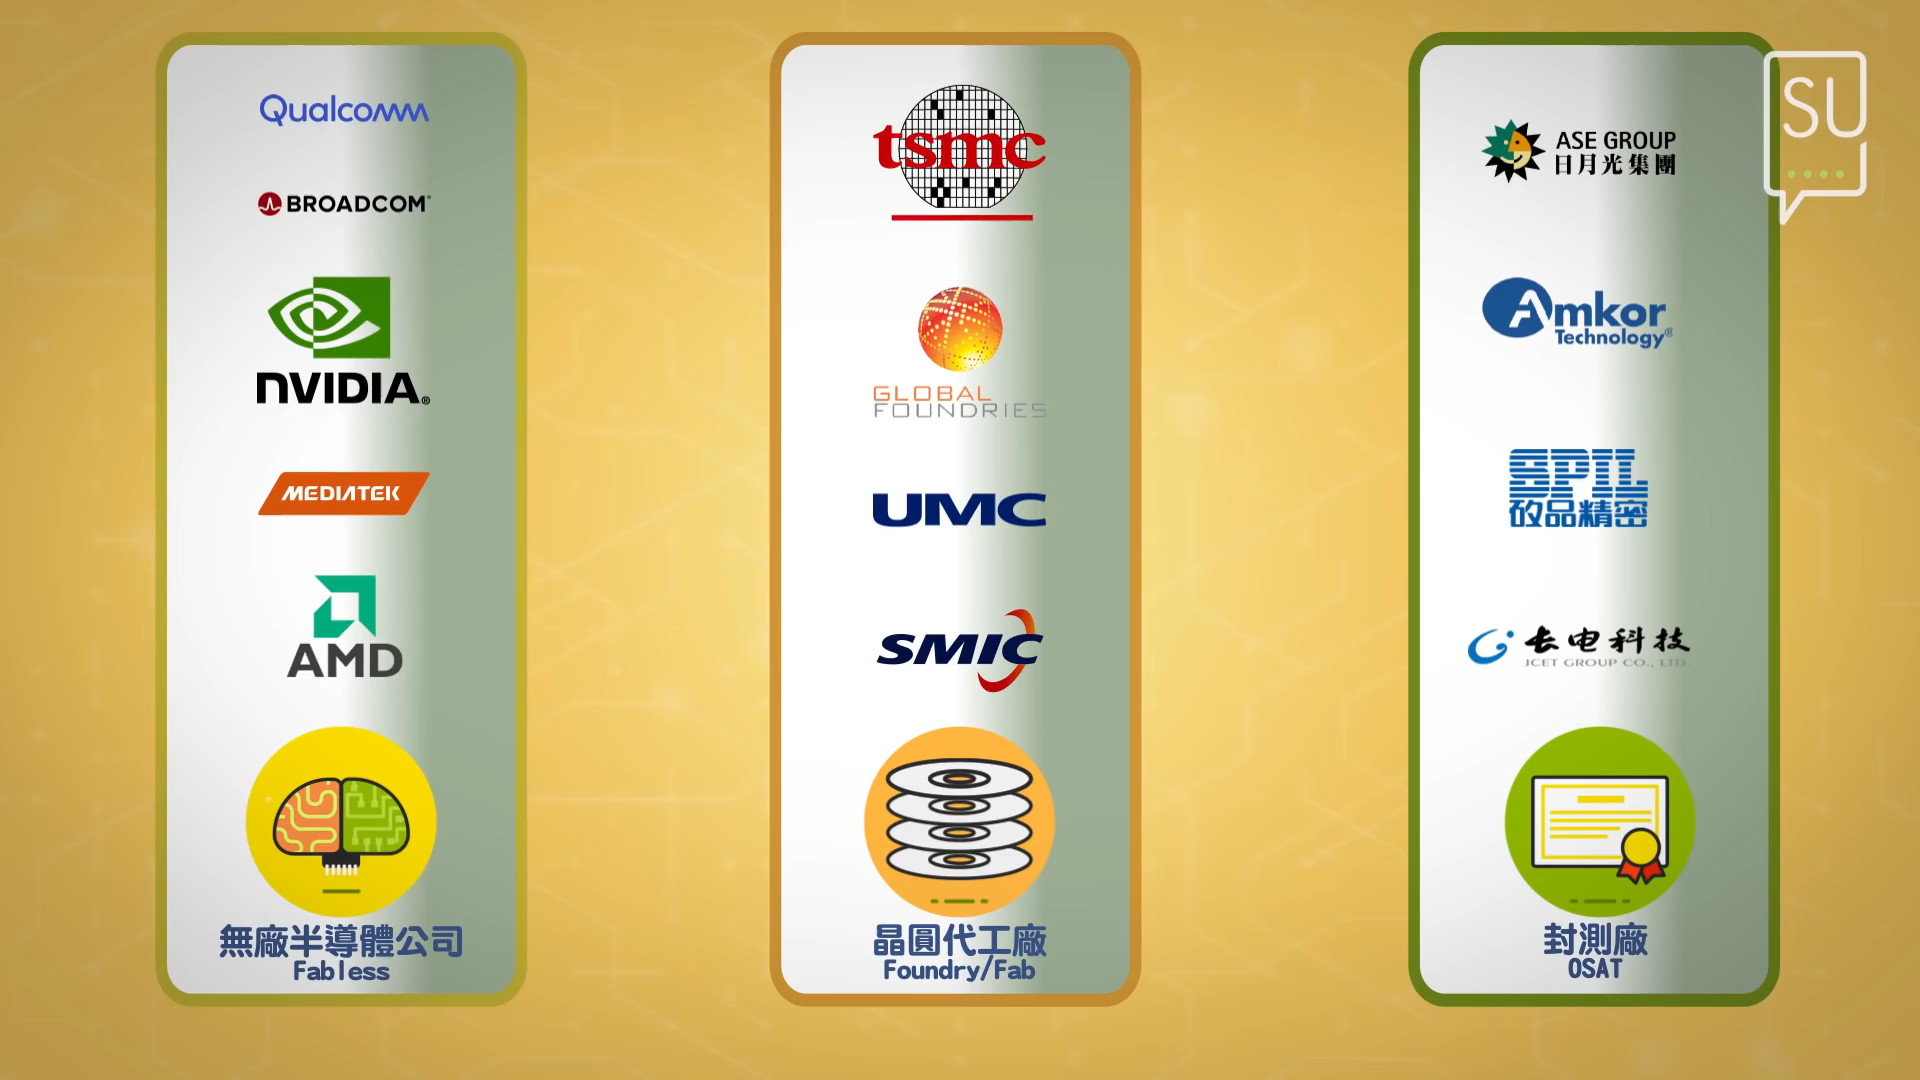 Qualcomm
BROADCOM
NVIDIA®
MEDIATEK
AMD
無廠半導體公司
Fabless
tsmc
GLOBAL
FOUNDRIES
UMC
SMIC
晶圓代工廠
Foundry/Fab
ASE GROUP
日月光集團
Amkor
Technology®
SPIL
矽品精密
长电科技
JCET GROUP CO., LTD.
封測廠
OSAT
SU